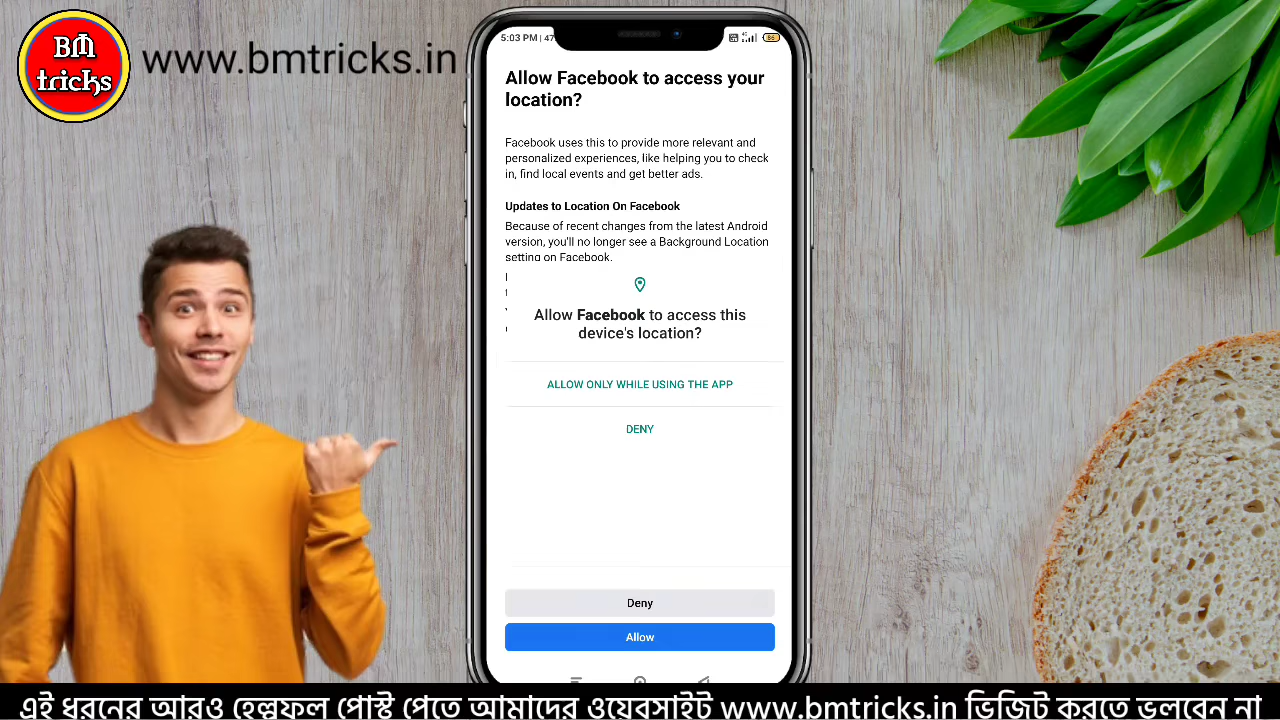 BM
tricks
www.bmtricks.in
5:03 PM | 47
86
Allow Facebook to access your
location?
Facebook uses this to provide more relevant and
personalized experiences, like helping you to check
in, find local events and get better ads.
Updates to Location On Facebook
Because of recent changes from the latest Android
version, you'll no longer see a Background Location
setting on Facebook.
Allow Facebook to access this
device's location?
ALLOW ONLY WHILE USING THE APP
DENY
Deny
Allow
এই ধরনের আরও হেল্পফুল পোস্ট পেতে আমাদের ওয়েবসাইট www.bmtricks.in ভিজিট করতে ভুলবেন না